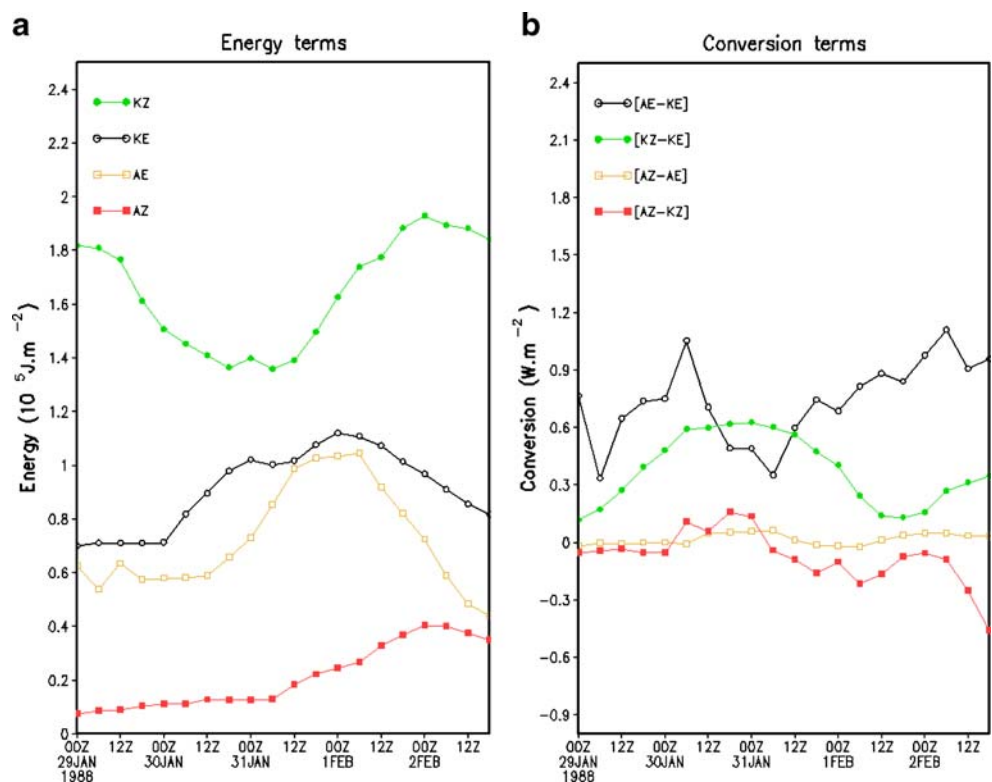 a
Energy terms
Energy (10 ⁵J.m ⁻²)
2.4
2.2
2
1.8
1.6
1.4
1.2
1
0.8
0.6
0.4
0.2
0
KZ
KE
AE
AZ
00Z 12Z 00Z 12Z 00Z 12Z 00Z 12Z 00Z 12Z
29JAN 30JAN 31JAN 1FEB 2FEB
1988
b
Conversion terms
Conversion (W.m⁻²)
2.4
2.1
1.8
1.5
1.2
0.9
0.6
0.3
0
-0.3
-0.6
-0.9
[AE-KE]
[KZ-KE]
[AZ-AE]
[AZ-KZ]
00Z 12Z 00Z 12Z 00Z 12Z 00Z 12Z 00Z 12Z
29JAN 30JAN 31JAN 1FEB 2FEB
1988